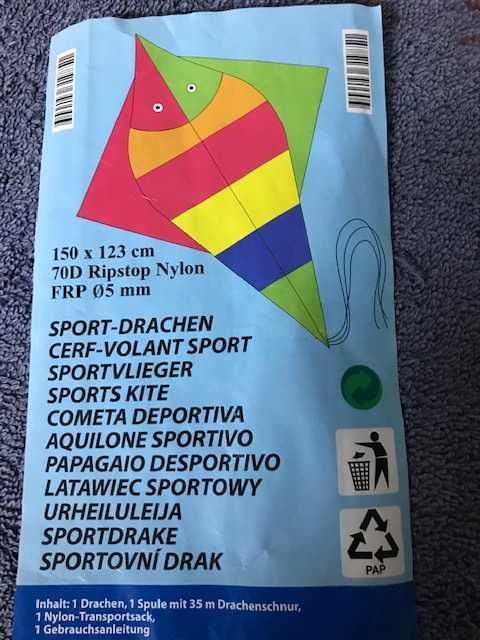 150 x 123 cm
70D Ripstop Nylon
FRP Ø5 mm
SPORT-DRACHEN
CERF-VOLANT SPORT
SPORTVLIEGER
SPORTS KITE
COMETA DEPORTIVA
AQUILONE SPORTIVO
PAPAGAIO DESPORTIVO
LATAWIEC SPORTOWY
URHEILULEIJA
SPORTDRAKE
SPORTOVNÍ DRAK
PAP
Inhalt: 1 Drachen, 1 Spule mit 35 m Drachenschnur,
1 Nylon-Transportsack,
1 Gebrauchsanleitung